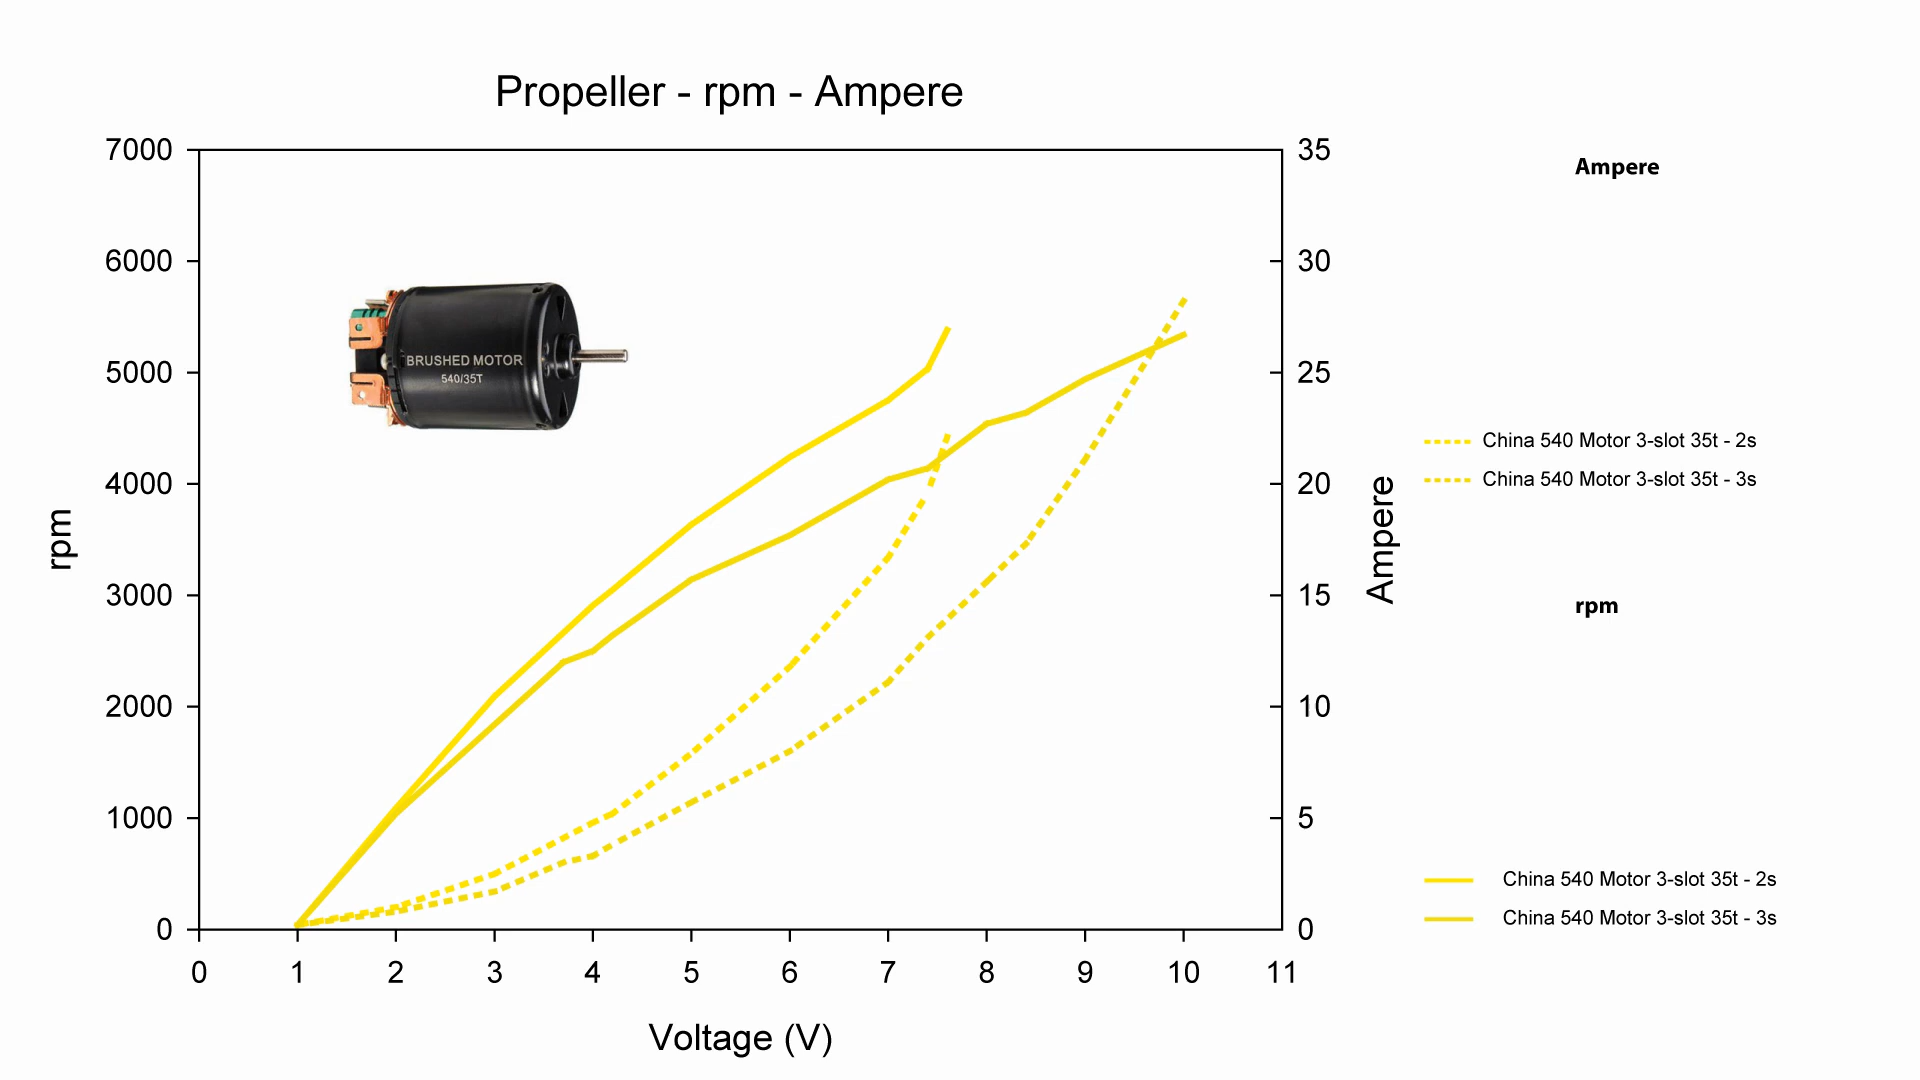 Propeller - rpm - Ampere
7000
6000
5000
4000
3000
2000
1000
0
rpm
BRUSHED MOTOR
540/35T
0 1 2 3 4 5 6 7 8 9 10 11
Voltage (V)
35
30
25
20
15
10
5
0
Ampere
Ampere
China 540 Motor 3-slot 35t - 2s
China 540 Motor 3-slot 35t - 3s
rpm
China 540 Motor 3-slot 35t - 2s
China 540 Motor 3-slot 35t - 3s